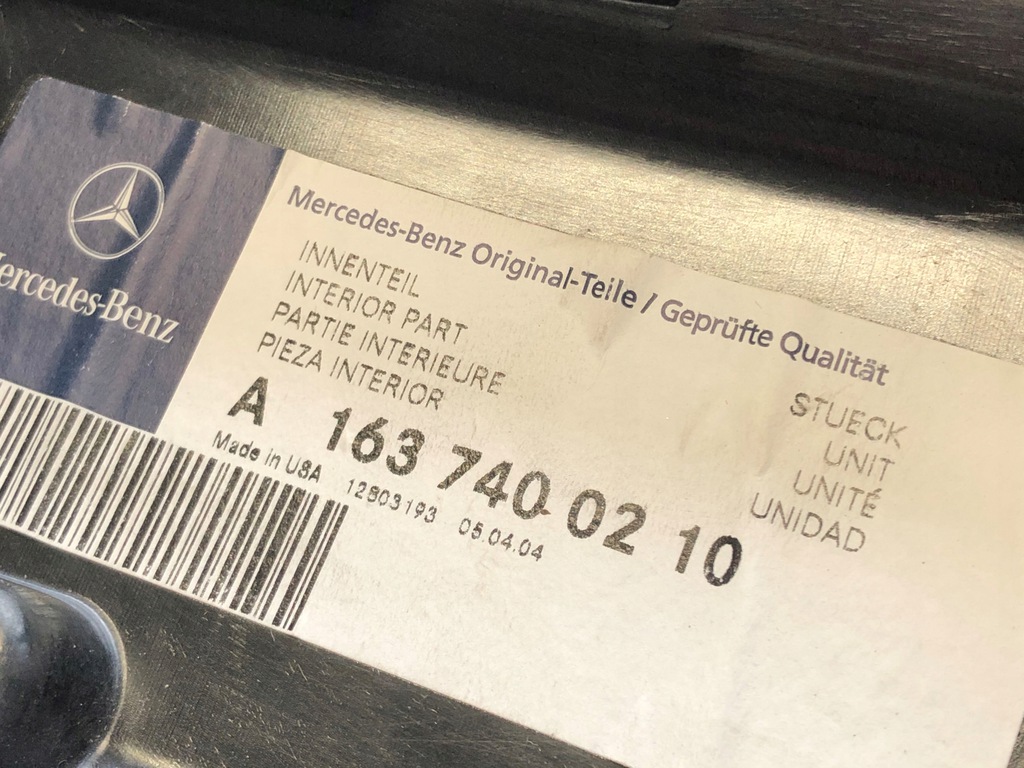 Mercedes-Benz
Mercedes-Benz Original-Teile / Geprüfte Qualität
INNENTEIL
INTERIOR PART
PARTIE INTERIEURE
PIEZA INTERIOR
STUECK
UNIT
UNITÉ
UNIDAD
A 163 740 02 10
Made in USA 12803193 05.04.04